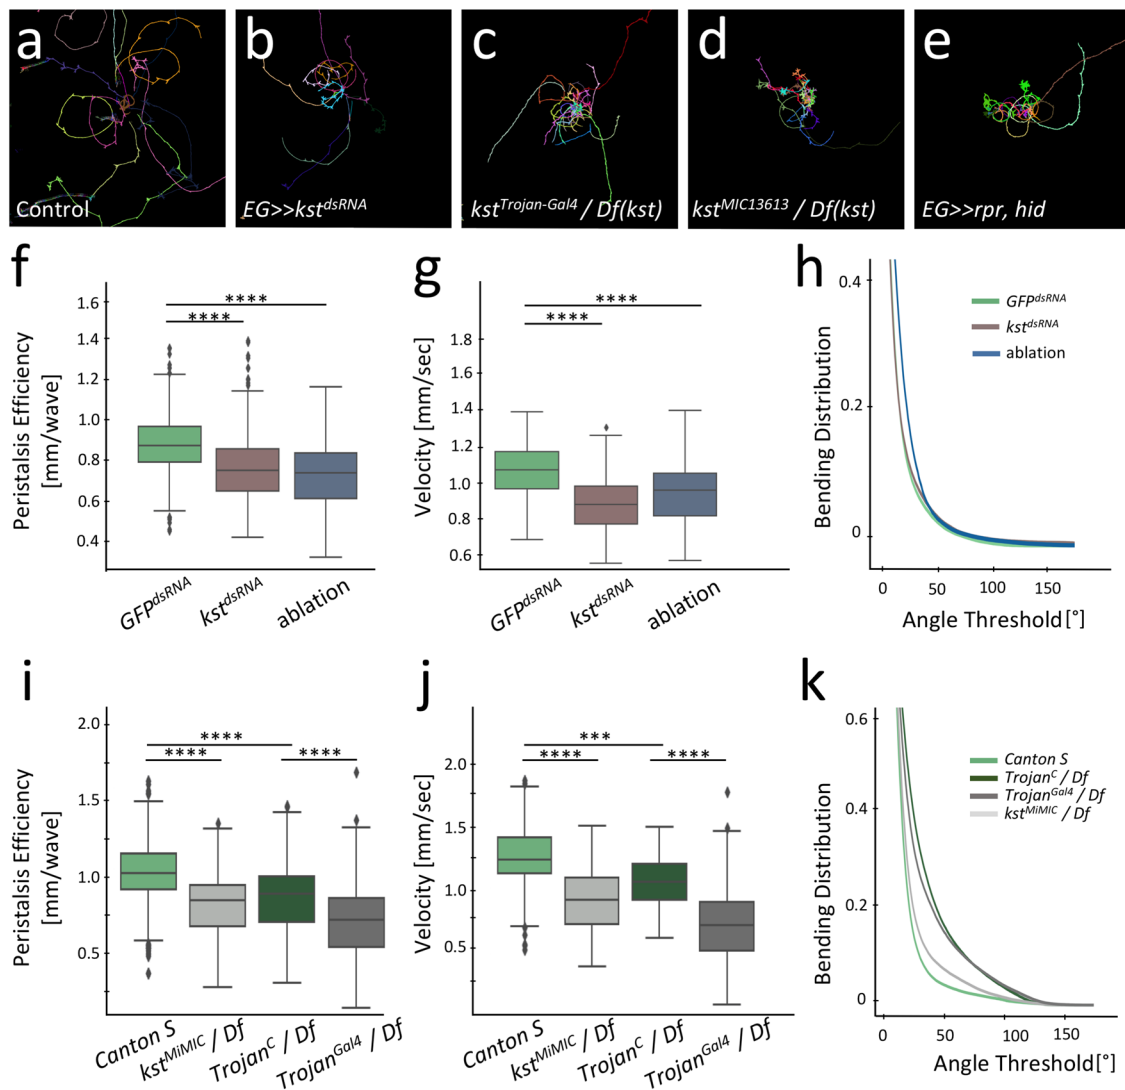 a
b
c
d
e
Control
EG>>kst^dsRNA
kst^Trojan-Gal4 / Df(kst)
kst^MIC13613 / Df(kst)
EG>>rpr, hid
f
Peristalsis Efficiency
[mm/wave]
1.6
1.4
1.2
1.0
0.8
0.6
0.4
****
****
GFP^dsRNA
kst^dsRNA
ablation
g
Velocity [mm/sec]
1.8
1.6
1.4
1.2
1.0
0.8
0.6
****
****
GFP^dsRNA
kst^dsRNA
ablation
h
Bending Distribution
0.4
0.2
0
GFP^dsRNA
kst^dsRNA
ablation
0
50
100
150
Angle Threshold[°]
i
Peristalsis Efficiency
[mm/wave]
2.0
1.5
1.0
0.5
****
****
****
Canton S
kst^MiMIC / Df
Trojan^C / Df
Trojan^Gal4 / Df
j
Velocity [mm/sec]
2.0
1.5
1.0
0.5
***
****
****
Canton S
kst^MiMIC / Df
Trojan^C / Df
Trojan^Gal4 / Df
k
Bending Distribution
0.6
0.4
0.2
0
Canton S
Trojan^C / Df
Trojan^Gal4 / Df
kst^MiMIC / Df
0
50
100
150
Angle Threshold[°]